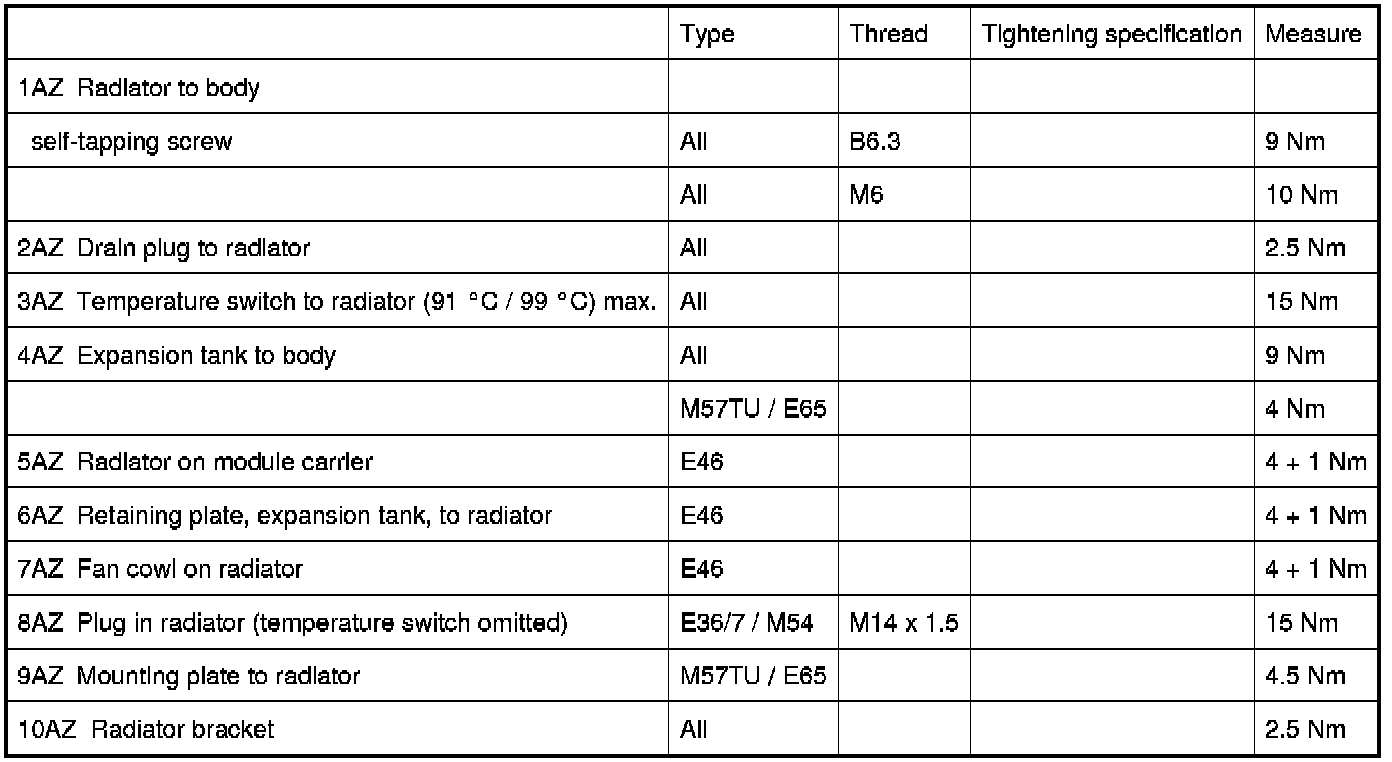 Type Thread Tightening specification Measure
1AZ Radiator to body
self-tapping screw All B6.3 9 Nm
All M6 10 Nm
2AZ Drain plug to radiator All 2.5 Nm
3AZ Temperature switch to radiator (91 °C / 99 °C) max. All 15 Nm
4AZ Expansion tank to body All 9 Nm
M57TU / E65 4 Nm
5AZ Radiator on module carrier E46 4 + 1 Nm
6AZ Retaining plate, expansion tank, to radiator E46 4 + 1 Nm
7AZ Fan cowl on radiator E46 4 + 1 Nm
8AZ Plug in radiator (temperature switch omitted) E36/7 / M54 M14 x 1.5 15 Nm
9AZ Mounting plate to radiator M57TU / E65 4.5 Nm
10AZ Radiator bracket All 2.5 Nm